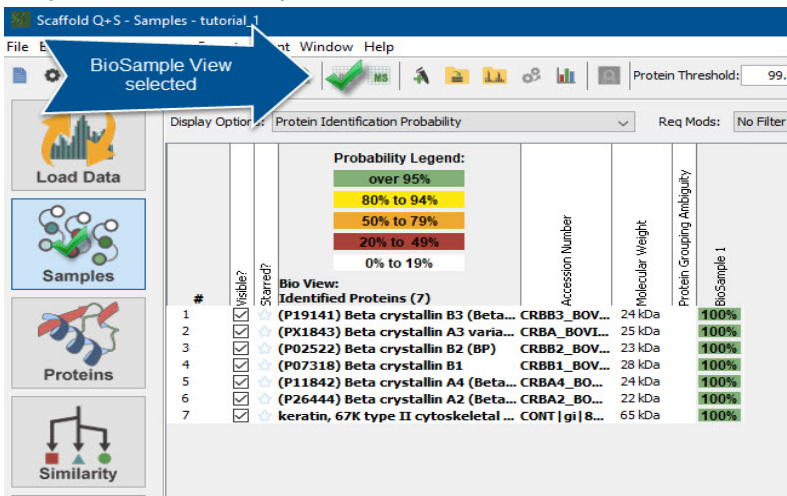 Scaffold Q+S - Samples - tutorial_1
File E nt Window Help
BioSample View
selected
MS
Protein Threshold: 99.
Display Options: Protein Identification Probability Req Mods: No Filter
Load Data
Samples
Proteins
Similarity
Probability Legend:
over 95%
80% to 94%
50% to 79%
20% to 49%
0% to 19%
Bio View:
# Visible? Starred? Identified Proteins (7) Accession Number Molecular Weight Protein Grouping Ambiguity BioSample 1
1 (P19141) Beta crystallin B3 (Beta... CRBB3_BOV... 24 kDa 100%
2 (PX1843) Beta crystallin A3 varia... CRBA_BOVI... 25 kDa 100%
3 (P02522) Beta crystallin B2 (BP) CRBB2_BOV... 23 kDa 100%
4 (P07318) Beta crystallin B1 CRBB1_BOV... 28 kDa 100%
5 (P11842) Beta crystallin A4 (Beta... CRBA4_BO... 24 kDa 100%
6 (P26444) Beta crystallin A2 (Beta... CRBA2_BO... 22 kDa 100%
7 keratin, 67K type II cytoskeletal ... CONT|gi|8... 65 kDa 100%